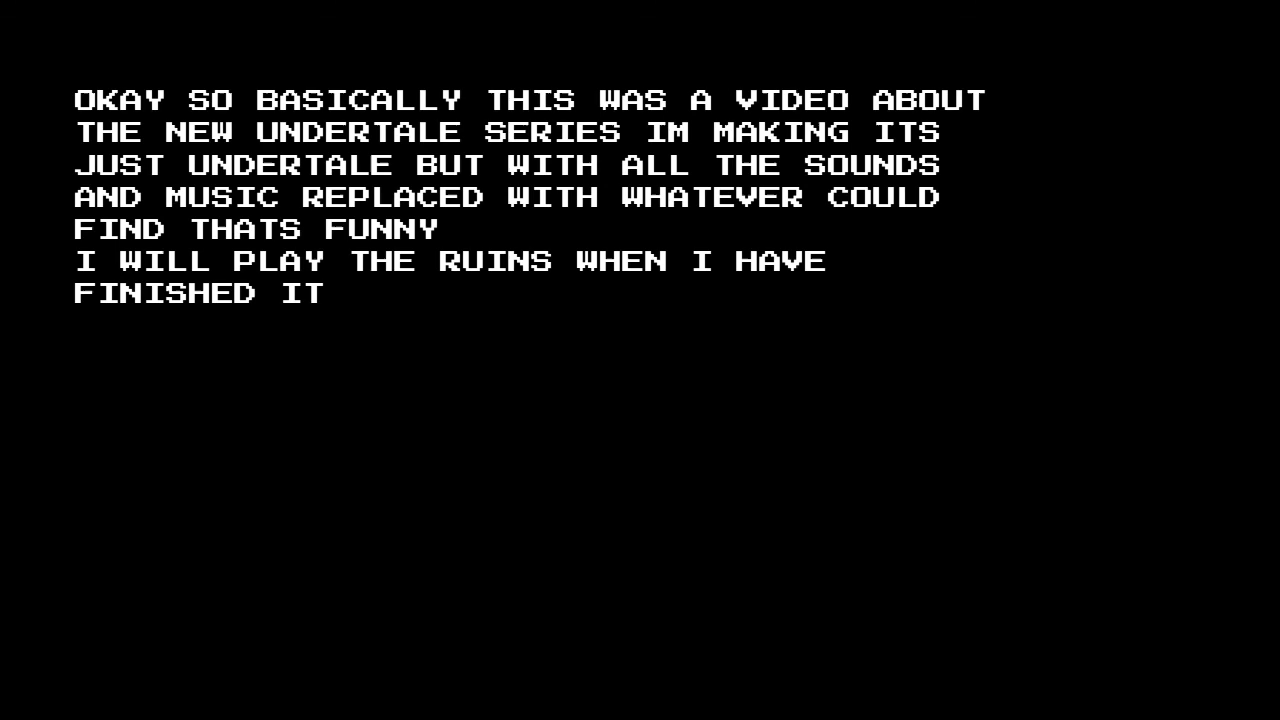 OKAY SO BASICALLY THIS WAS A VIDEO ABOUT
THE NEW UNDERTALE SERIES IM MAKING ITS
JUST UNDERTALE BUT WITH ALL THE SOUNDS
AND MUSIC REPLACED WITH WHATEVER COULD
FIND THATS FUNNY
I WILL PLAY THE RUINS WHEN I HAVE
FINISHED IT